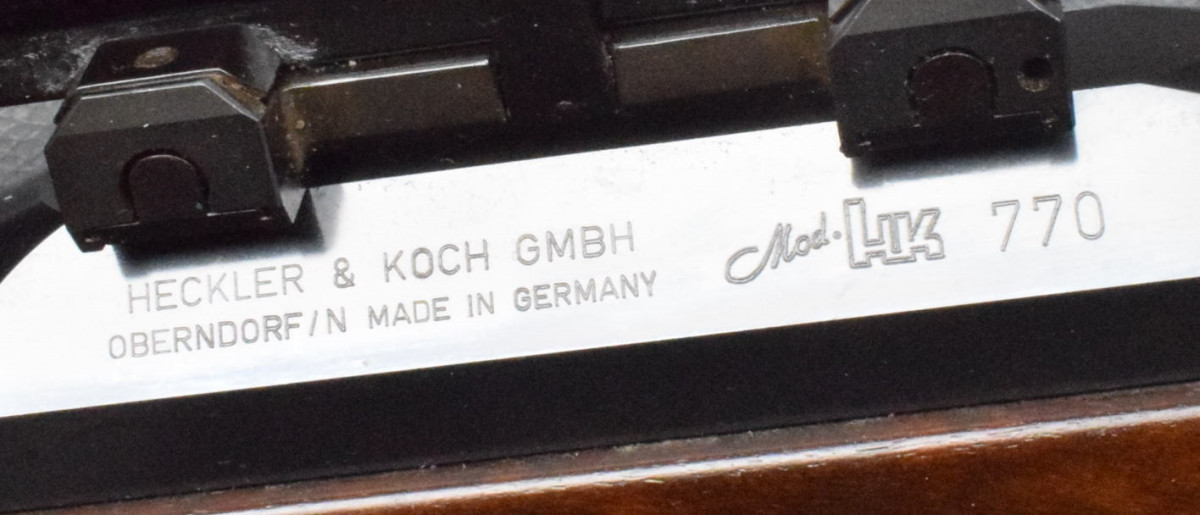 HECKLER & KOCH GMBH
OBERNDORF/N MADE IN GERMANY
Mod. HK 770